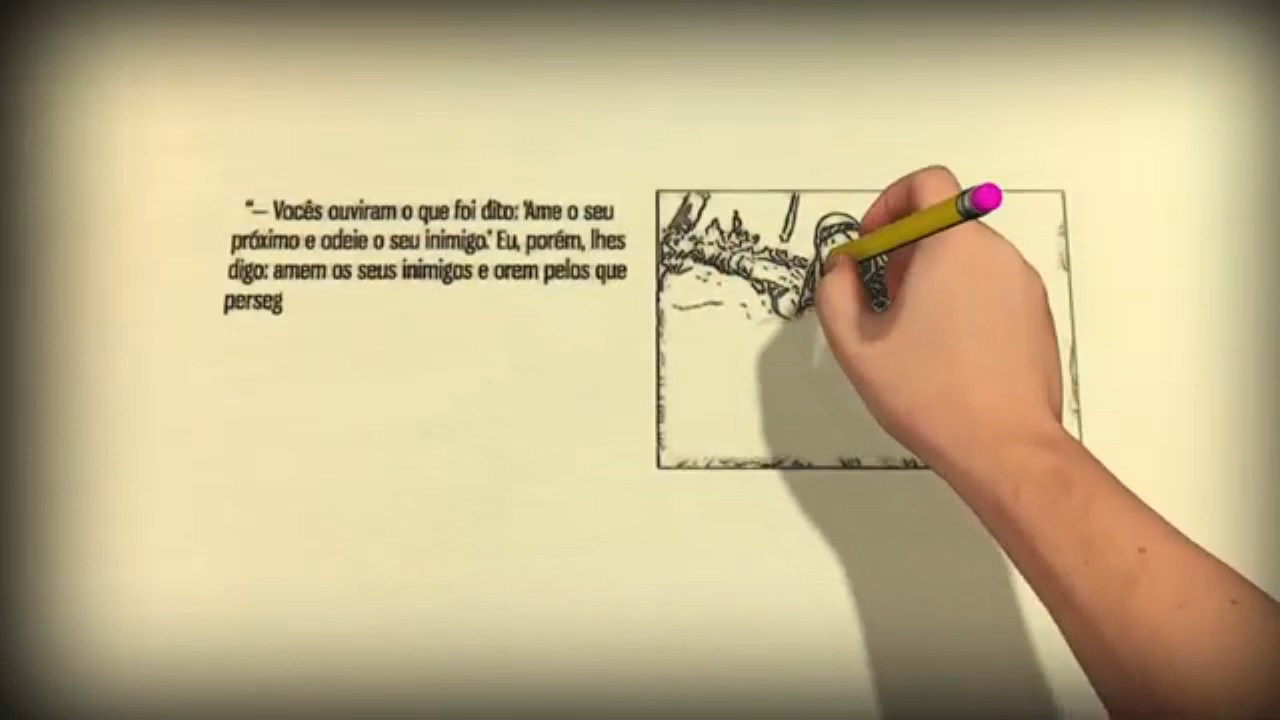 “– Vocês ouviram o que foi dito: ‘Ame o seu
próximo e odeie o seu inimigo.’ Eu, porém, lhes
digo: amem os seus inimigos e orem pelos que
perseg